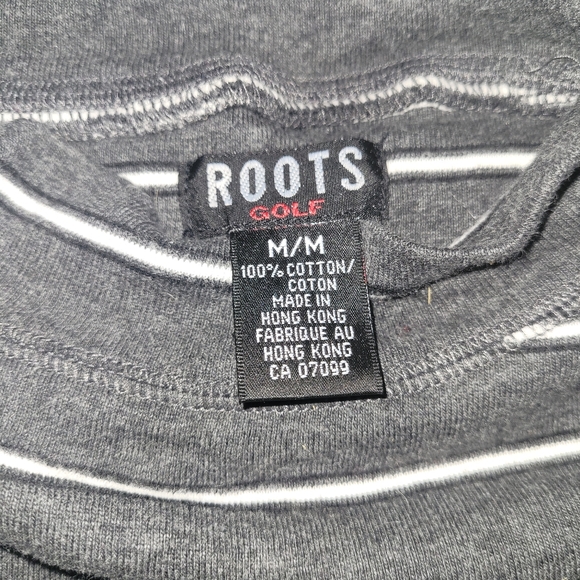 ROOTS
GOLF
M/M
100% COTTON/
COTON
MADE IN
HONG KONG
FABRIQUE AU
HONG KONG
CA 07099